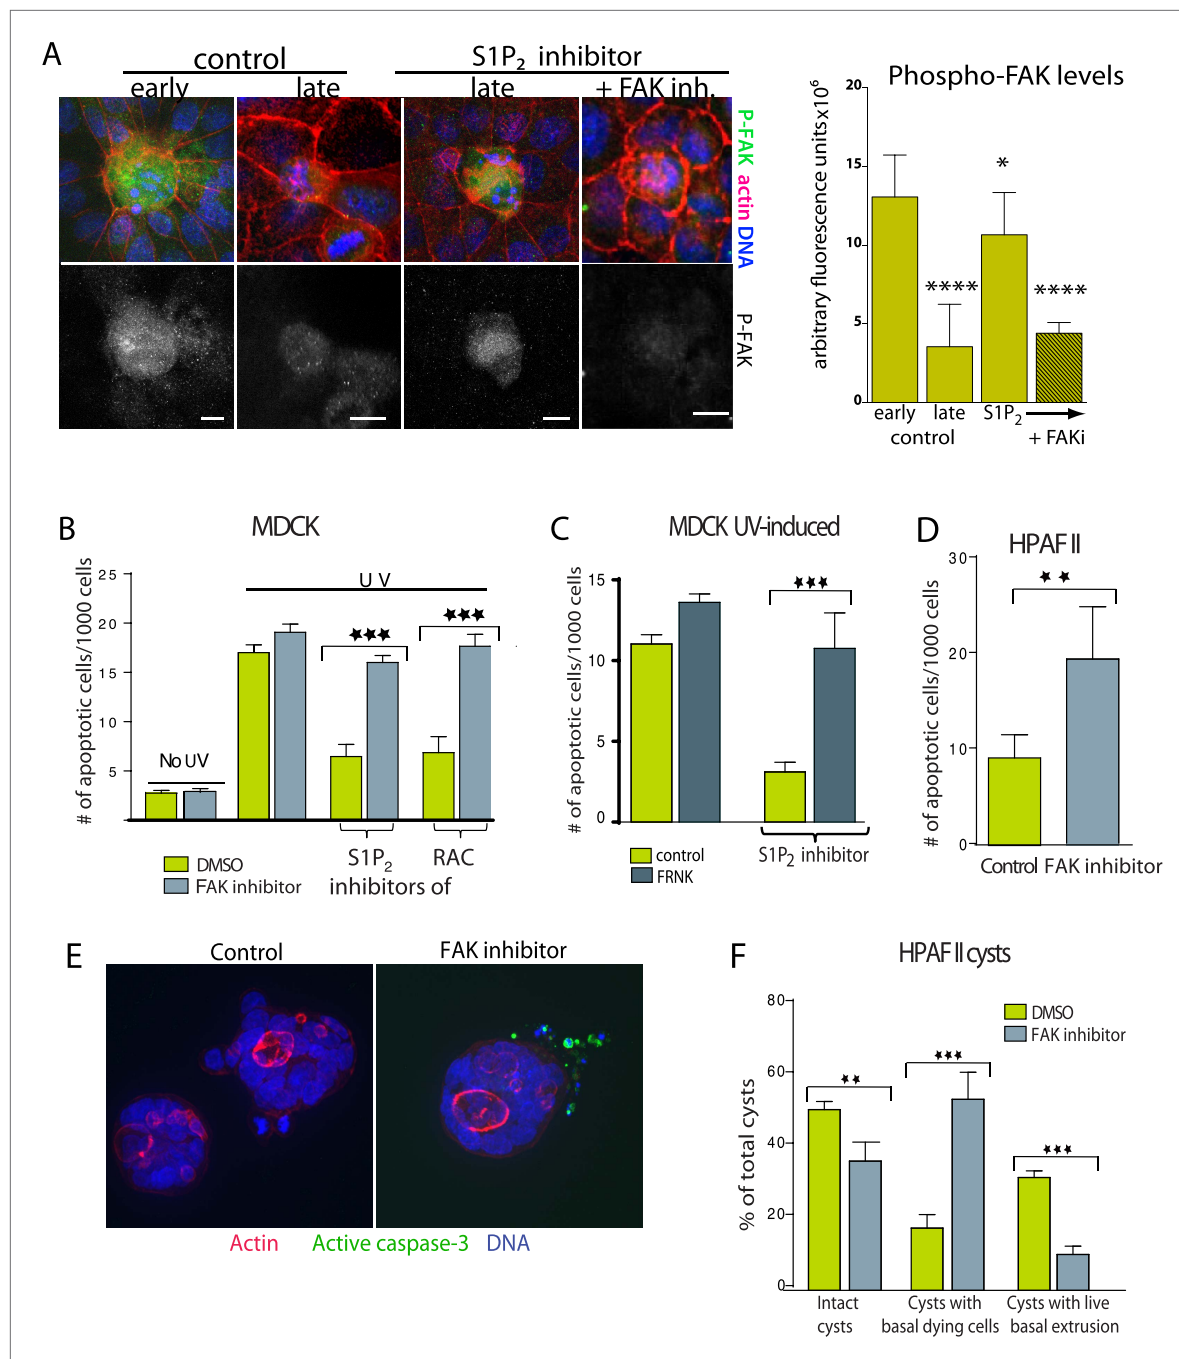 A
control
S1P₂ inhibitor
early
late
late
+ FAK inh.
P-FAK actin DNA
P-FAK
Phospho-FAK levels
arbitrary fluorescence units x10⁶
20
15
10
5
0
*
****
****
early
late
S1P₂
control
+ FAKi
B
MDCK
# of apoptotic cells/1000 cells
25
20
15
10
5
UV
No UV
★★★
★★★
S1P₂
RAC
inhibitors of
DMSO
FAK inhibitor
C
MDCK UV-induced
# of apoptotic cells/1000 cells
15
10
5
0
★★★
S1P₂ inhibitor
control
FRNK
D
HPAF II
# of apoptotic cells/1000 cells
30
20
10
0
★★
Control
FAK inhibitor
E
Control
FAK inhibitor
Actin
Active caspase-3
DNA
F
HPAF II cysts
% of total cysts
80
60
40
20
0
DMSO
FAK inhibitor
★★
★★★
★★★
Intact
cysts
Cysts with
basal dying cells
Cysts with live
basal extrusion